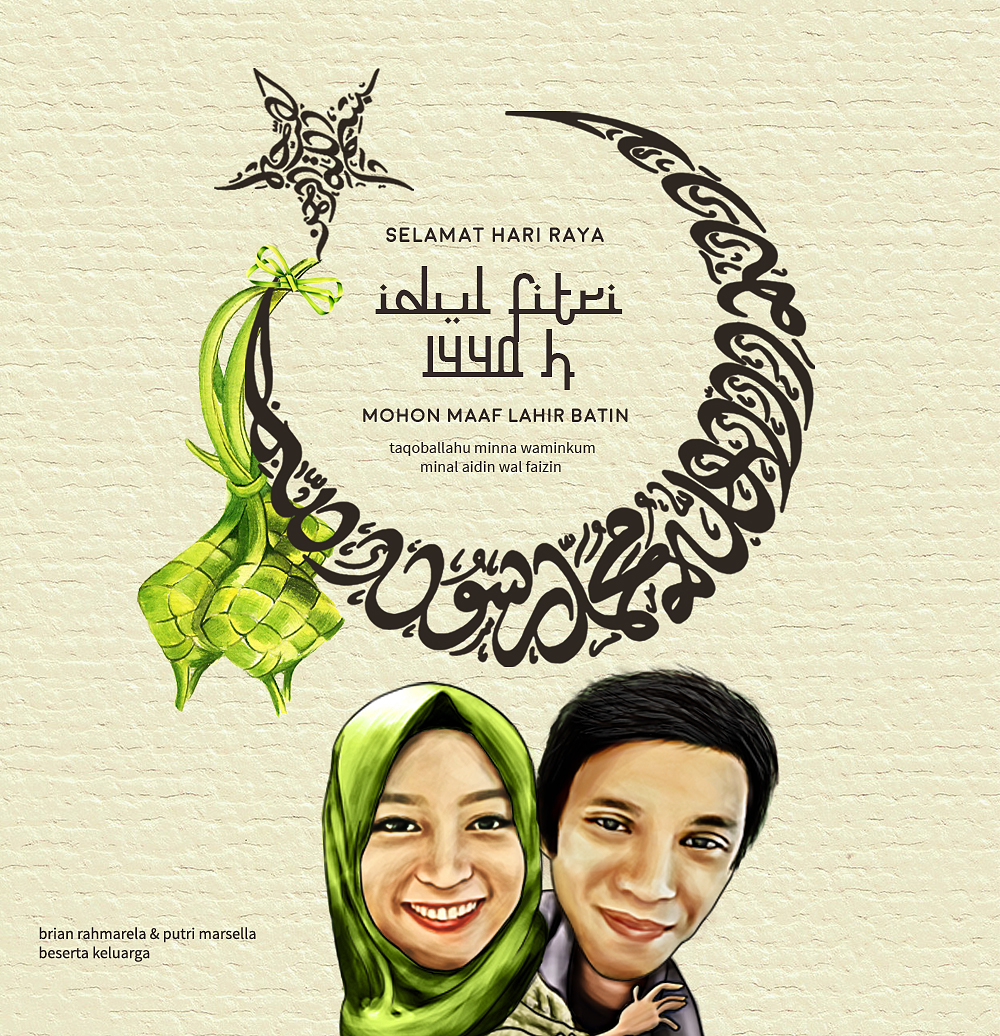 SELAMAT HARI RAYA
idul fitri
1440 h
MOHON MAAF LAHIR BATIN
taqoballahu minna waminkum
minal aidin wal faizin
brian rahmarela & putri marsella
beserta keluarga